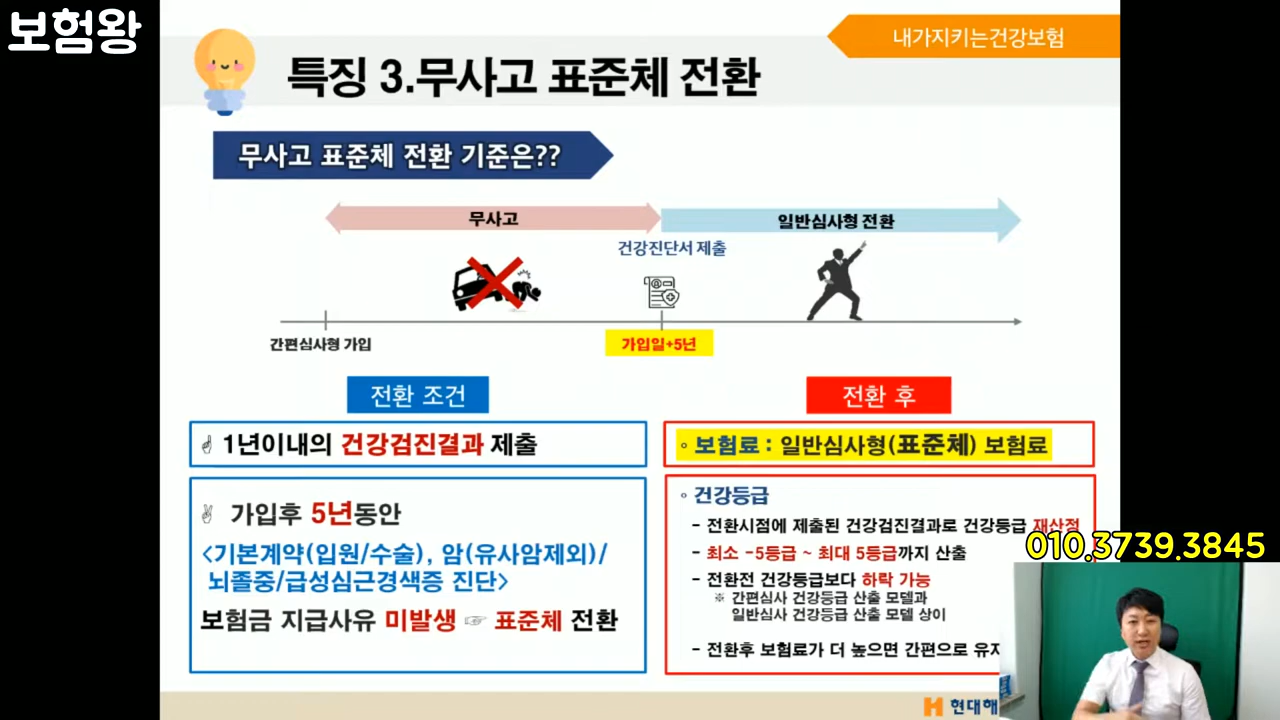 보험왕
내가지키는건강보험
특징 3.무사고 표준체 전환
무사고 표준체 전환 기준은??
무사고
일반심사형 전환
건강진단서 제출
간편심사형 가입
가입일+5년
전환 조건
☝ 1년이내의 건강검진결과 제출
✌ 가입후 5년동안
<기본계약(입원/수술), 암(유사암제외)/
뇌졸중/급성심근경색증 진단>
보험금 지급사유 미발생 ☞ 표준체 전환
전환 후
◦ 보험료 : 일반심사형(표준체) 보험료
◦ 건강등급
- 전환시점에 제출된 건강검진결과로 건강등급 재산정
- 최소 -5등급 ~ 최대 5등급까지 산출
- 전환전 건강등급보다 하락 가능
※ 간편심사 건강등급 산출 모델과
일반심사 건강등급 산출 모델 상이
- 전환후 보험료가 더 높으면 간편으로 유지
010.3739.3845
현대해